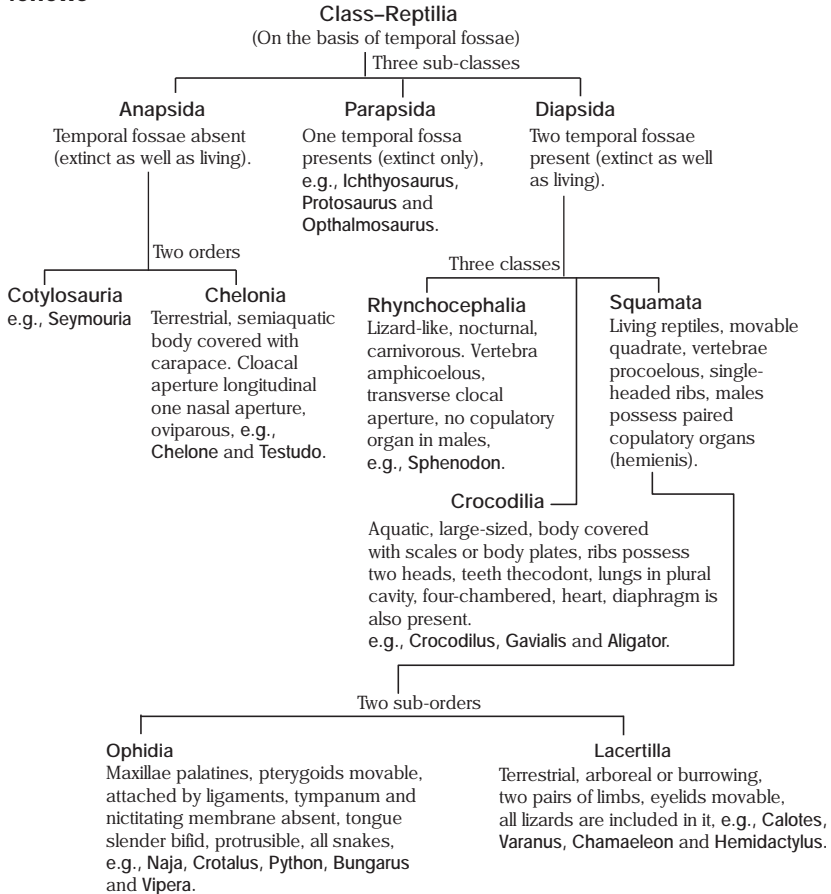 Class–Reptilia
(On the basis of temporal fossae)
Three sub-classes
Anapsida
Temporal fossae absent
(extinct as well as living).
Parapsida
One temporal fossa
presents (extinct only),
e.g., Ichthyosaurus,
Protosaurus and
Opthalmosaurus.
Diapsida
Two temporal fossae
present (extinct as well
as living).
Two orders
Cotylosauria
e.g., Seymouria
Chelonia
Terrestrial, semiaquatic
body covered with
carapace. Cloacal
aperture longitudinal
one nasal aperture,
oviparous, e.g.,
Chelone and Testudo.
Three classes
Rhynchocephalia
Lizard-like, nocturnal,
carnivorous. Vertebra
amphicoelous,
transverse clocal
aperture, no copulatory
organ in males,
e.g., Sphenodon.
Squamata
Living reptiles, movable
quadrate, vertebrae
procoelous, single-
headed ribs, males
possess paired
copulatory organs
(hemienis).
Crocodilia
Aquatic, large-sized, body covered
with scales or body plates, ribs possess
two heads, teeth thecodont, lungs in plural
cavity, four-chambered, heart, diaphragm is
also present.
e.g., Crocodilus, Gavialis and Aligator.
Two sub-orders
Ophidia
Maxillae palatines, pterygoids movable,
attached by ligaments, tympanum and
nictitating membrane absent, tongue
slender bifid, protrusible, all snakes,
e.g., Naja, Crotalus, Python, Bungarus
and Vipera.
Lacertilla
Terrestrial, arboreal or burrowing,
two pairs of limbs, eyelids movable,
all lizards are included in it, e.g., Calotes,
Varanus, Chamaeleon and Hemidactylus.